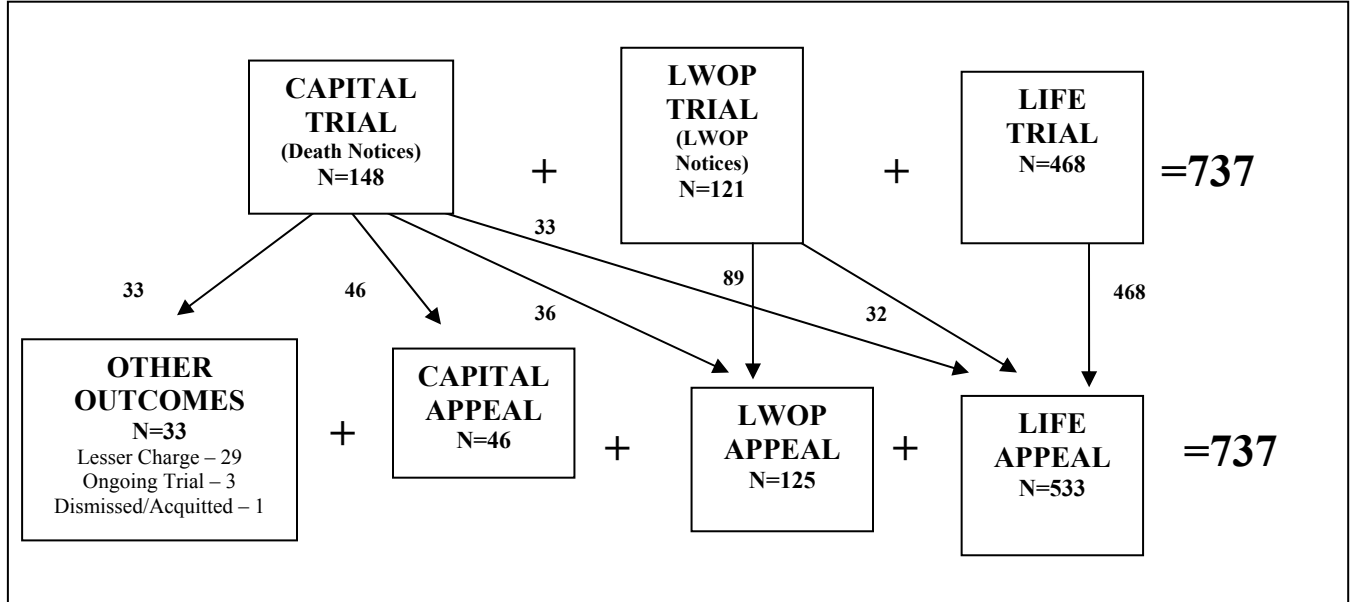 CAPITAL
TRIAL
(Death Notices)
N=148
+
LWOP
TRIAL
(LWOP
Notices)
N=121
+
LIFE
TRIAL
N=468
=737
33
46
36
33
89
32
468
OTHER
OUTCOMES
N=33
Lesser Charge – 29
Ongoing Trial – 3
Dismissed/Acquitted – 1
+
CAPITAL
APPEAL
N=46
+
LWOP
APPEAL
N=125
+
LIFE
APPEAL
N=533
=737